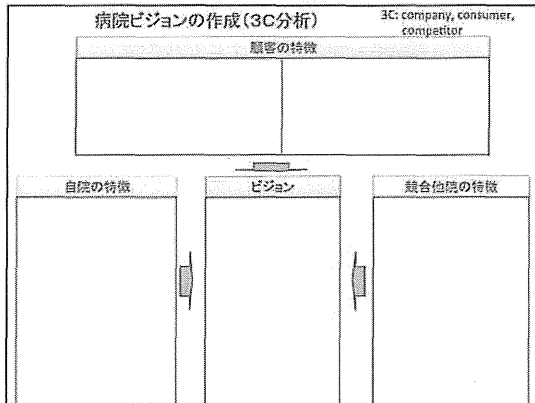 病院ビジョンの作成(3C分析)
3C: company, consumer,
competitor
顧客の特徴
自院の特徴
ビジョン
競合他院の特徴